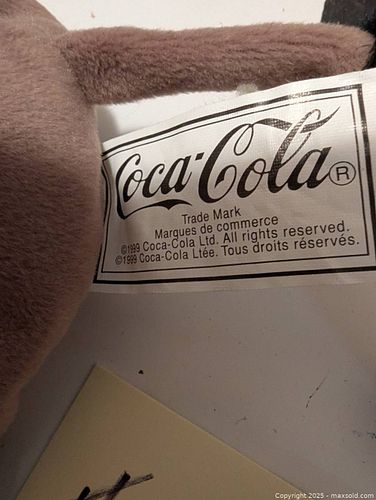 Coca-Cola®
Trade Mark
Marques de commerce
©1999 Coca-Cola Ltd. All rights reserved.
©1999 Coca-Cola Ltée. Tous droits réservés.
Copyright 2025 - maxsold.com